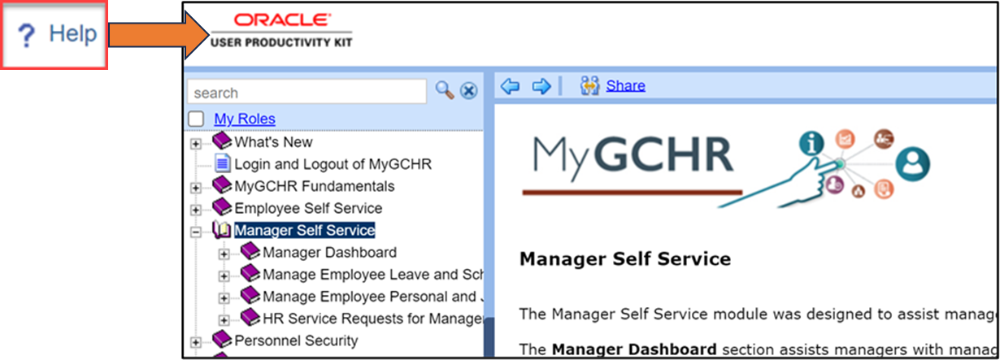 ? Help
ORACLE
USER PRODUCTIVITY KIT
search
My Roles
What's New
Login and Logout of MyGCHR
MyGCHR Fundamentals
Employee Self Service
Manager Self Service
Manager Dashboard
Manage Employee Leave and Sch
Manage Employee Personal and J
HR Service Requests for Manage
Personnel Security
Share
MyGCHR
Manager Self Service
The Manager Self Service module was designed to assist manag
The Manager Dashboard section assists managers with manag